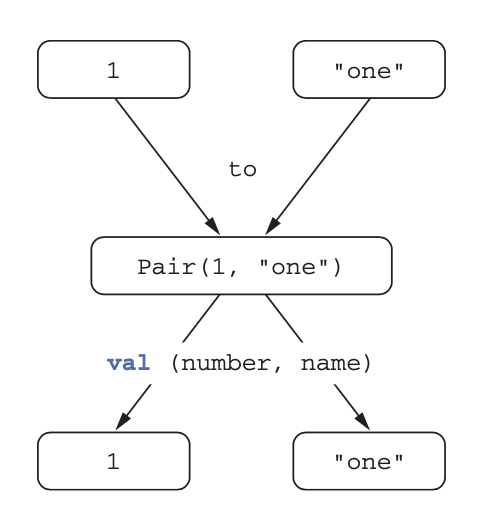 1 "one"
to
Pair(1, "one")
val (number, name)
1 "one"